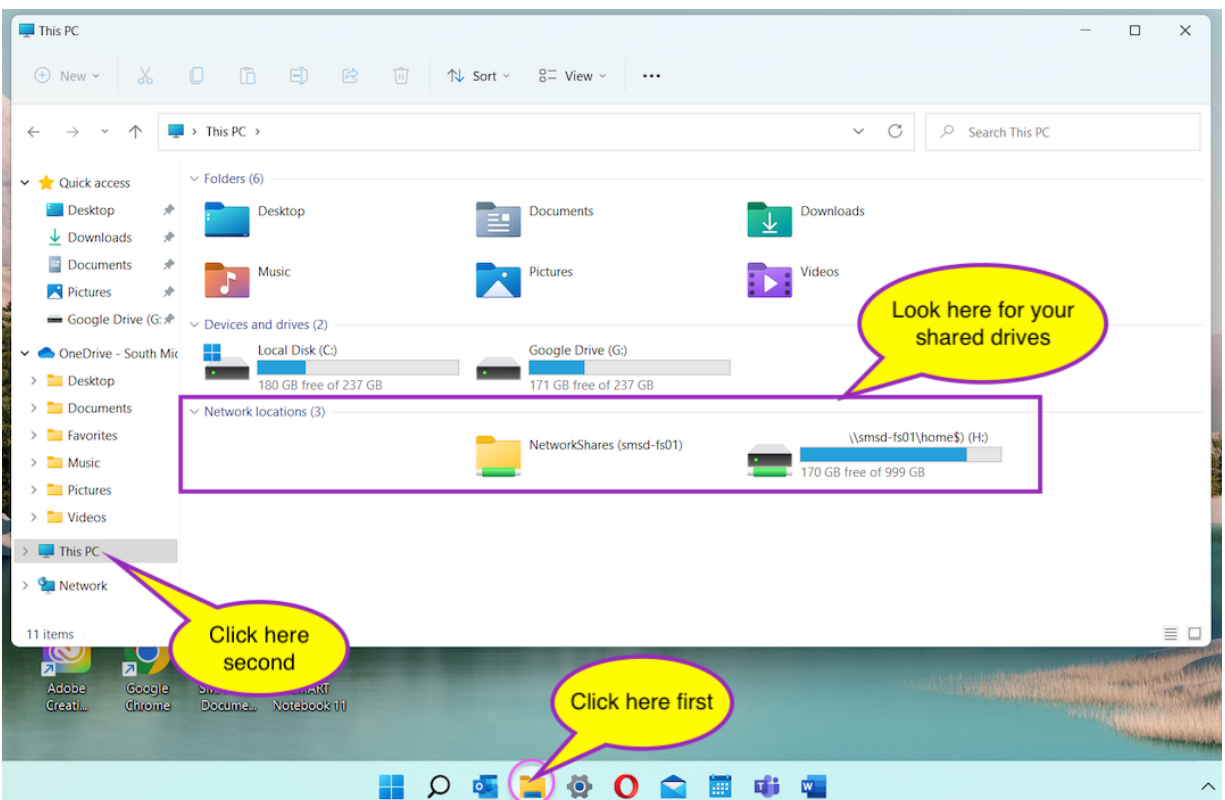 This PC
New
Sort
View
This PC
Search This PC
Quick access
Desktop
Downloads
Documents
Pictures
Google Drive (G:
OneDrive - South Mic
Desktop
Documents
Favorites
Music
Pictures
Videos
This PC
Network
Folders (6)
Desktop
Documents
Downloads
Music
Pictures
Videos
Devices and drives (2)
Local Disk (C:)
180 GB free of 237 GB
Google Drive (G:)
171 GB free of 237 GB
Look here for your
shared drives
Network locations (3)
NetworkShares (smsd-fs01)
\\smsd-fs01\home$) (H:)
170 GB free of 999 GB
11 items
Click here
second
Adobe
Creati...
Google
Chrome
Docume...
Notebook 11
Click here first